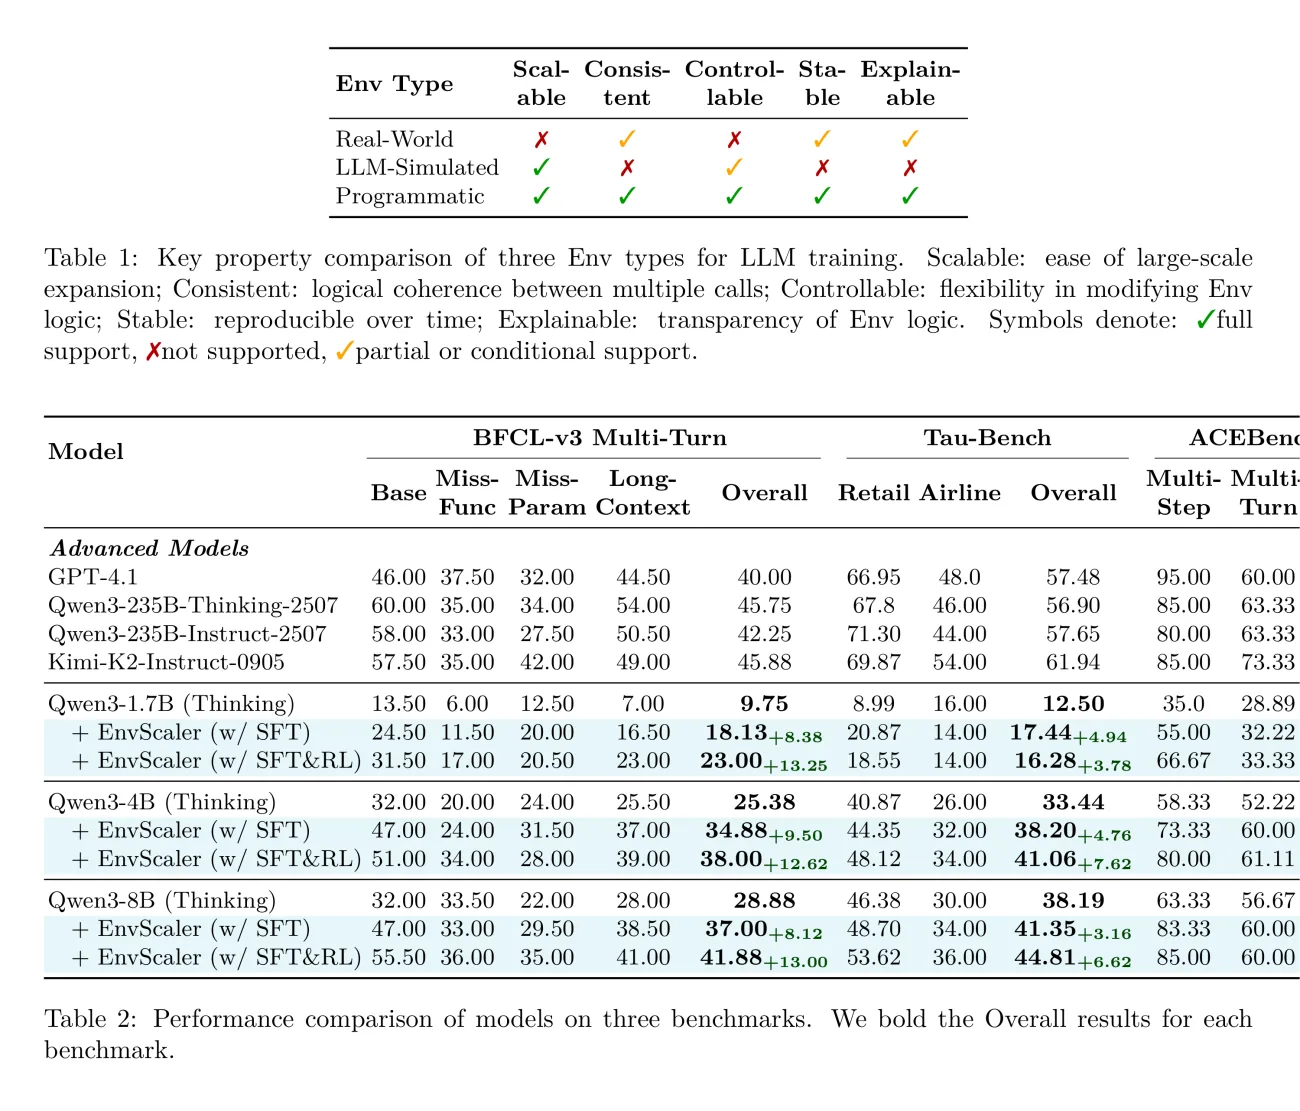 Env Type Scal- Consis- Control- Sta- Explain-
able tent lable ble able
Real-World ✗ ✓ ✗ ✓ ✓
LLM-Simulated ✓ ✗ ✓ ✗ ✗
Programmatic ✓ ✓ ✓ ✓ ✓
Table 1: Key property comparison of three Env types for LLM training. Scalable: ease of large-scale
expansion; Consistent: logical coherence between multiple calls; Controllable: flexibility in modifying Env
logic; Stable: reproducible over time; Explainable: transparency of Env logic. Symbols denote: ✓full
support, ✗not supported, ✓partial or conditional support.
Model BFCL-v3 Multi-Turn Tau-Bench ACEBenc
Base Miss- Miss- Long- Overall Retail Airline Overall Multi- Multi-
Func Param Context Step Turn
Advanced Models
GPT-4.1 46.00 37.50 32.00 44.50 40.00 66.95 48.0 57.48 95.00 60.00
Qwen3-235B-Thinking-2507 60.00 35.00 34.00 54.00 45.75 67.8 46.00 56.90 85.00 63.33
Qwen3-235B-Instruct-2507 58.00 33.00 27.50 50.50 42.25 71.30 44.00 57.65 80.00 63.33
Kimi-K2-Instruct-0905 57.50 35.00 42.00 49.00 45.88 69.87 54.00 61.94 85.00 73.33
Qwen3-1.7B (Thinking) 13.50 6.00 12.50 7.00 9.75 8.99 16.00 12.50 35.0 28.89
+ EnvScaler (w/ SFT) 24.50 11.50 20.00 16.50 18.13+8.38 20.87 14.00 17.44+4.94 55.00 32.22
+ EnvScaler (w/ SFT&RL) 31.50 17.00 20.50 23.00 23.00+13.25 18.55 14.00 16.28+3.78 66.67 33.33
Qwen3-4B (Thinking) 32.00 20.00 24.00 25.50 25.38 40.87 26.00 33.44 58.33 52.22
+ EnvScaler (w/ SFT) 47.00 24.00 31.50 37.00 34.88+9.50 44.35 32.00 38.20+4.76 73.33 60.00
+ EnvScaler (w/ SFT&RL) 51.00 34.00 28.00 39.00 38.00+12.62 48.12 34.00 41.06+7.62 80.00 61.11
Qwen3-8B (Thinking) 32.00 33.50 22.00 28.00 28.88 46.38 30.00 38.19 63.33 56.67
+ EnvScaler (w/ SFT) 47.00 33.00 29.50 38.50 37.00+8.12 48.70 34.00 41.35+3.16 83.33 60.00
+ EnvScaler (w/ SFT&RL) 55.50 36.00 35.00 41.00 41.88+13.00 53.62 36.00 44.81+6.62 85.00 60.00
Table 2: Performance comparison of models on three benchmarks. We bold the Overall results for each
benchmark.